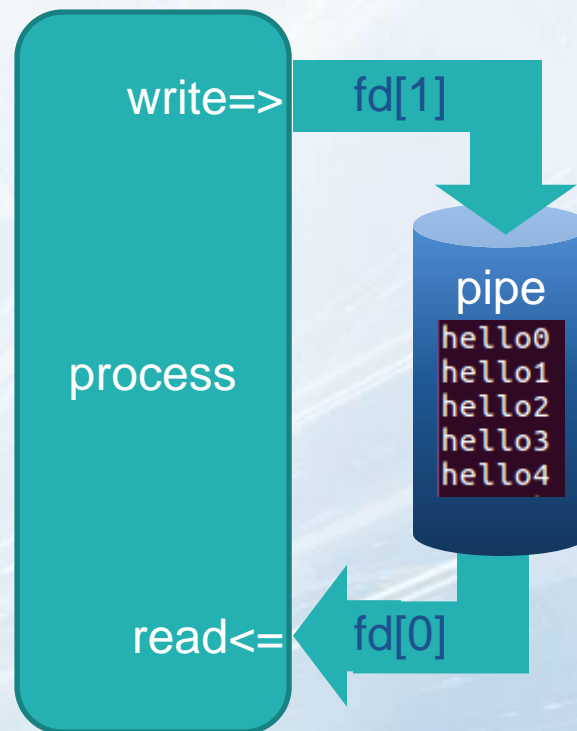 write=>
fd[1]
pipe
hello0
hello1
hello2
hello3
hello4
process
read<=
fd[0]